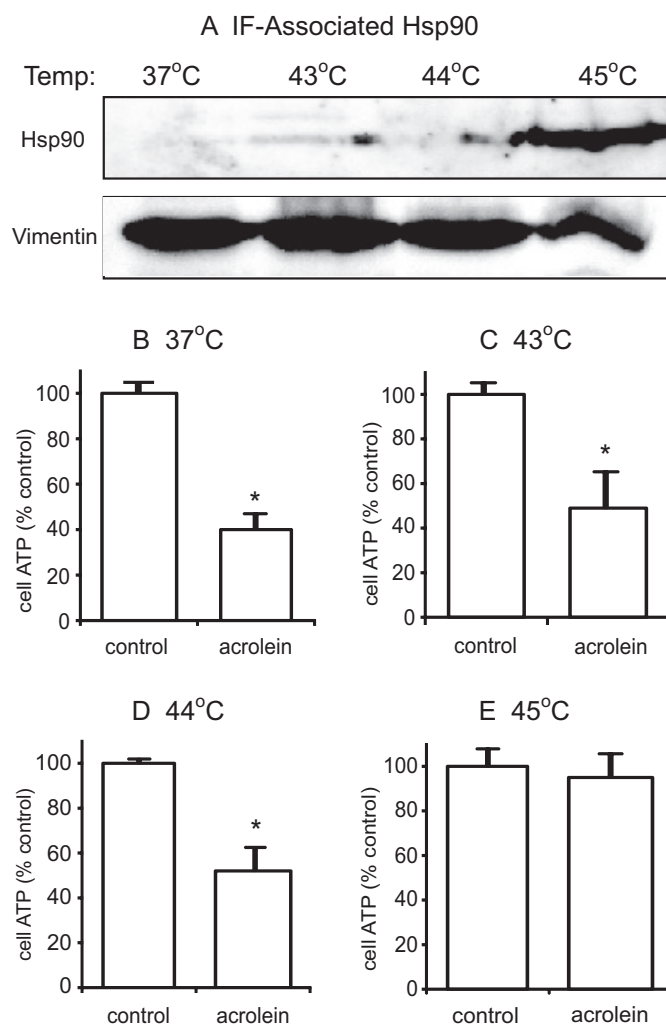 A IF-Associated Hsp90
Temp: 37°C 43°C 44°C 45°C
Hsp90
Vimentin
B 37°C
cell ATP (% control)
100
80
60
40
20
0
control acrolein
*
C 43°C
cell ATP (% control)
100
80
60
40
20
0
control acrolein
*
D 44°C
cell ATP (% control)
100
80
60
40
20
0
control acrolein
*
E 45°C
cell ATP (% control)
100
80
60
40
20
0
control acrolein